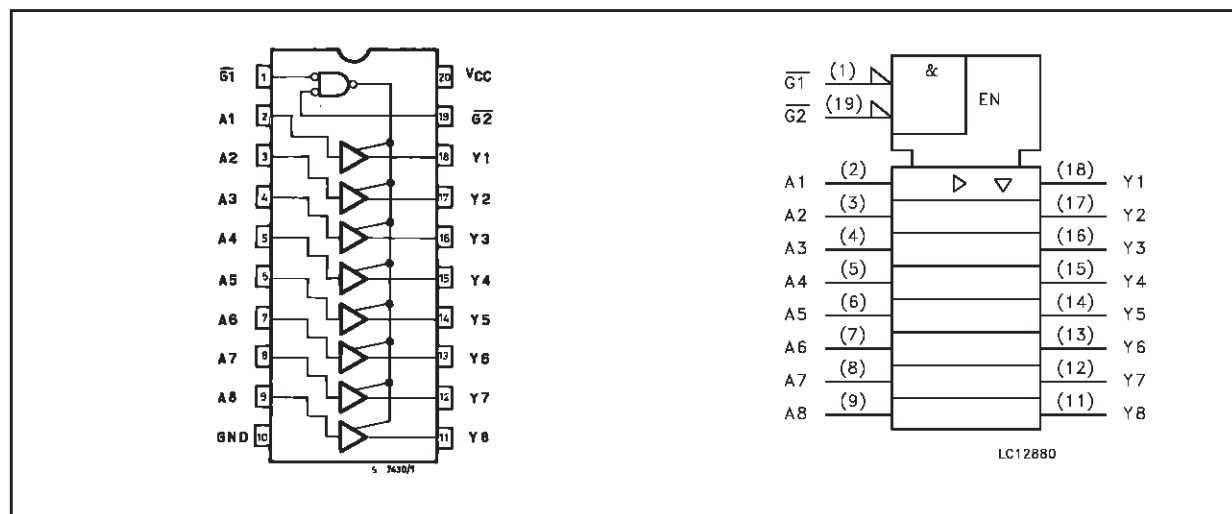 G1 1 20 VCC
A1 2 19 G2
A2 3 18 Y1
A3 4 17 Y2
A4 5 16 Y3
A5 6 15 Y4
A6 7 14 Y5
A7 8 13 Y6
A8 9 12 Y7
GND 10 11 Y8
S 7430/1
G1 (1) &
G2 (19) EN
A1 (2) (18) Y1
A2 (3) (17) Y2
A3 (4) (16) Y3
A4 (5) (15) Y4
A5 (6) (14) Y5
A6 (7) (13) Y6
A7 (8) (12) Y7
A8 (9) (11) Y8
LC12880